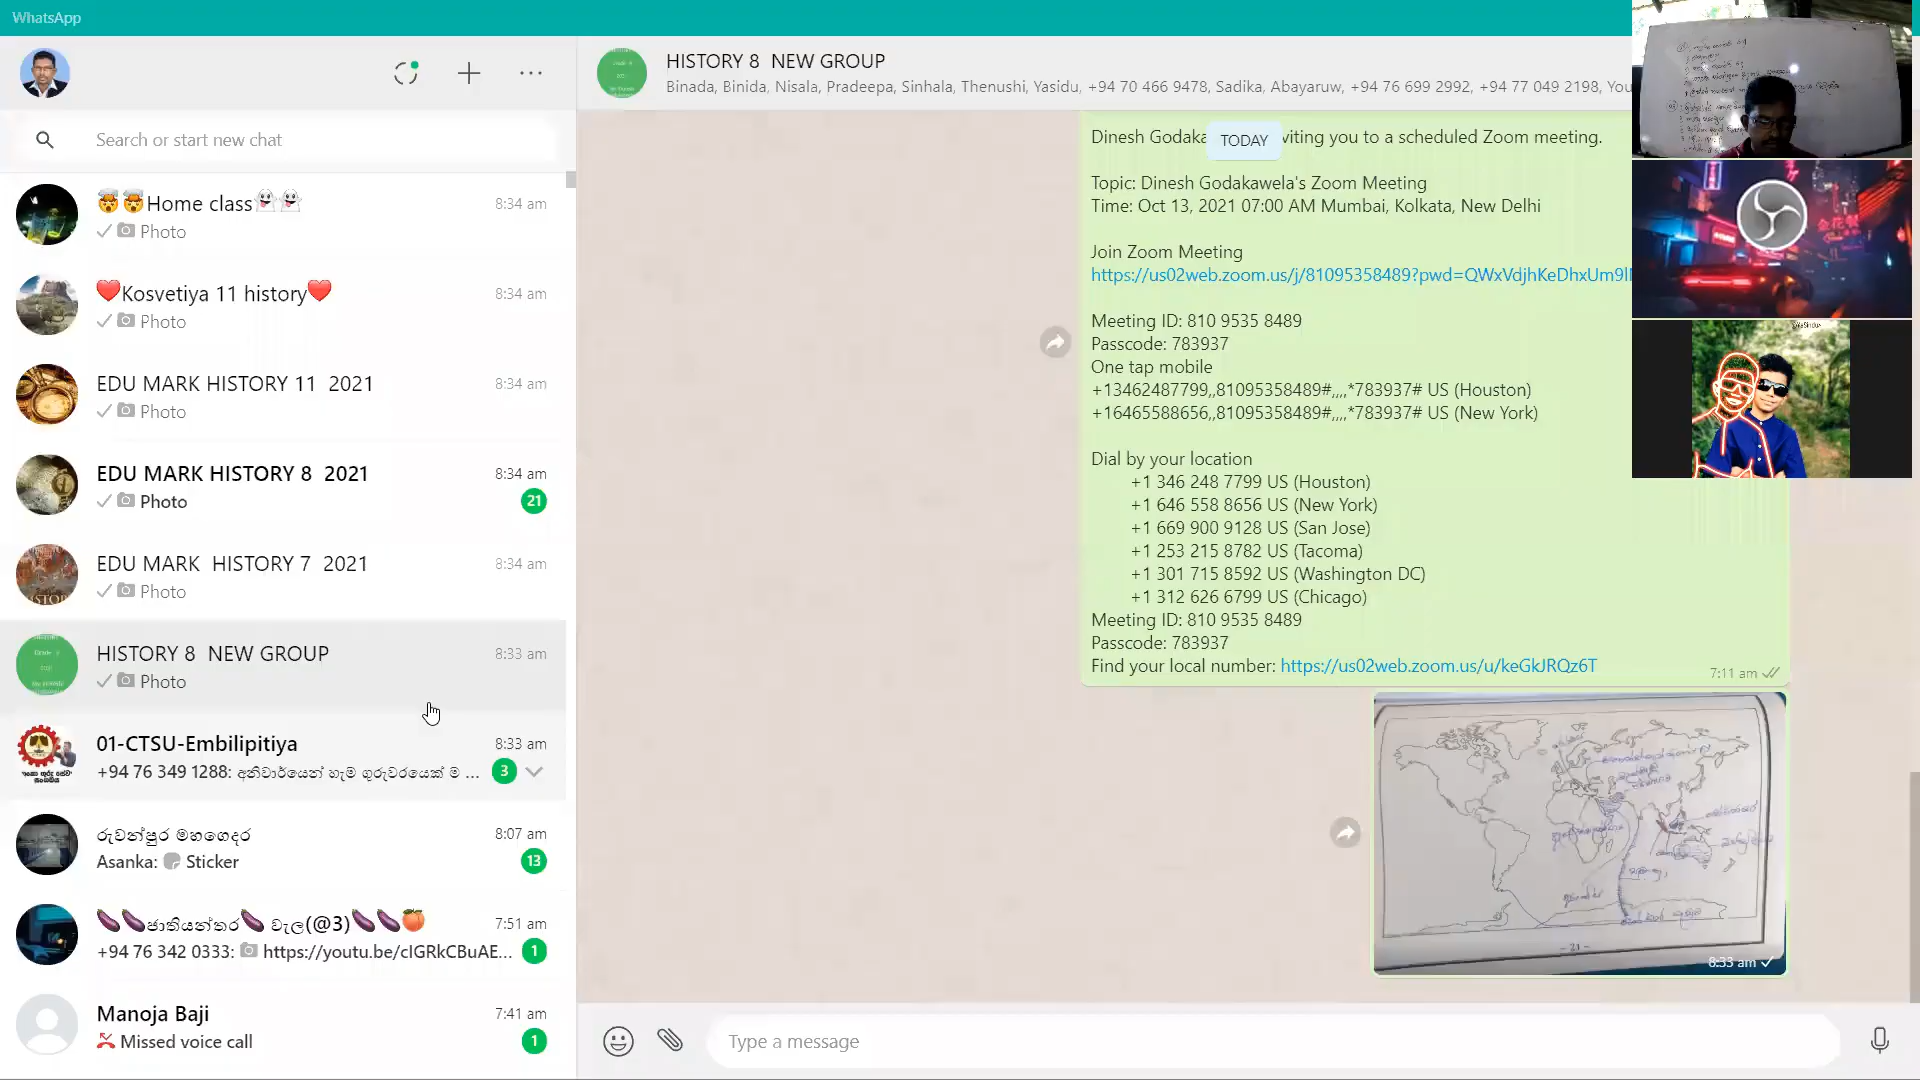 WhatsApp
Search or start new chat
🤯🤯Home class👻👻 8:34 am
Photo
❤️Kosvetiya 11 history❤️ 8:34 am
Photo
EDU MARK HISTORY 11 2021 8:34 am
Photo
EDU MARK HISTORY 8 2021 8:34 am
Photo 21
EDU MARK HISTORY 7 2021 8:34 am
Photo
HISTORY 8 NEW GROUP 8:33 am
Photo
01-CTSU-Embilipitiya 8:33 am
+94 76 349 1288: අනිවාර්යෙන් හැම ගුරුවරයෙක් ම ... 3
රුවන්පුර මහගෙදර 8:07 am
Asanka: Sticker 13
🍆🍆ජාතියන්තර🍆 වැල(@3)🍆🍆🍑 7:51 am
+94 76 342 0333: https://youtu.be/cIGRkCBuAE... 1
Manoja Baji 7:41 am
Missed voice call 1
HISTORY 8 NEW GROUP
Binada, Binida, Nisala, Pradeepa, Sinhala, Thenushi, Yasidu, +94 70 466 9478, Sadika, Abayaruw, +94 76 699 2992, +94 77 049 2198, You
TODAY
Dinesh Godaka viting you to a scheduled Zoom meeting.
Topic: Dinesh Godakawela's Zoom Meeting
Time: Oct 13, 2021 07:00 AM Mumbai, Kolkata, New Delhi
Join Zoom Meeting
https://us02web.zoom.us/j/81095358489?pwd=QWxVdjhKeDhxUm9l
Meeting ID: 810 9535 8489
Passcode: 783937
One tap mobile
+13462487799,,81095358489#,,,,*783937# US (Houston)
+16465588656,,81095358489#,,,,*783937# US (New York)
Dial by your location
+1 346 248 7799 US (Houston)
+1 646 558 8656 US (New York)
+1 669 900 9128 US (San Jose)
+1 253 215 8782 US (Tacoma)
+1 301 715 8592 US (Washington DC)
+1 312 626 6799 US (Chicago)
Meeting ID: 810 9535 8489
Passcode: 783937
Find your local number: https://us02web.zoom.us/u/keGkJRQz6T
7:11 am
- 21 -
8:33 am
Type a message